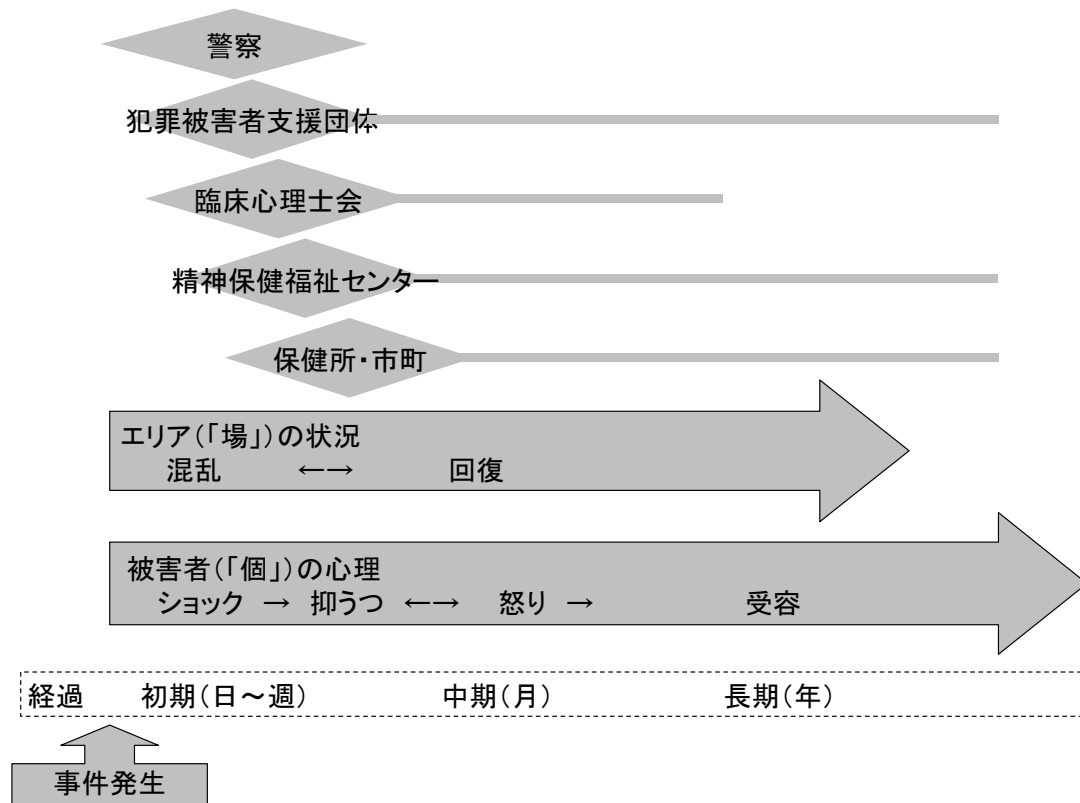 警察
犯罪被害者支援団体
臨床心理士会
精神保健福祉センター
保健所・市町
エリア(「場」)の状況
混乱 ←→ 回復
被害者(「個」)の心理
ショック → 抑うつ ←→ 怒り → 受容
経過 初期(日～週) 中期(月) 長期(年)
事件発生